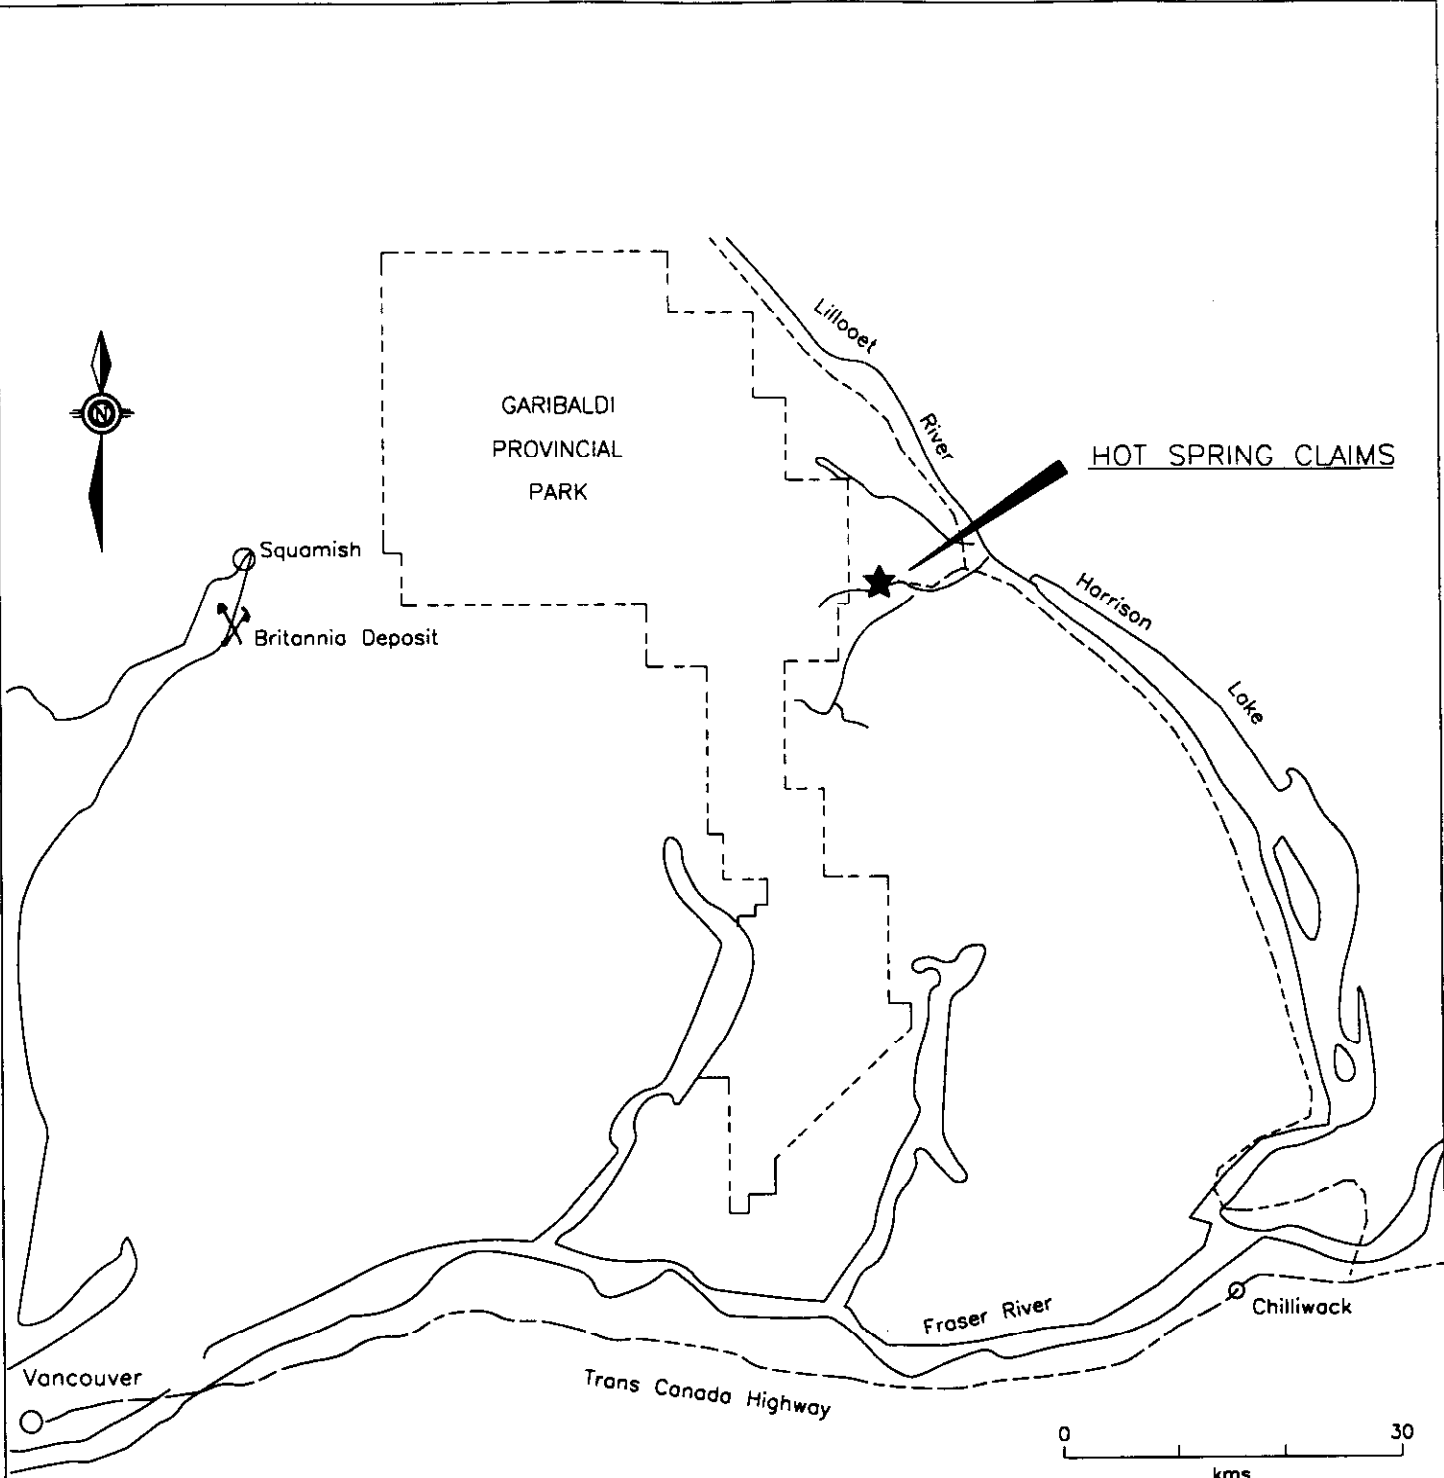 Lillooet
River
GARIBALDI
PROVINCIAL
PARK
N
HOT SPRING CLAIMS
Squamish
Britannia Deposit
Harrison
Lake
Fraser River
Chilliwack
Vancouver
Trans Canada Highway
0 30
kms